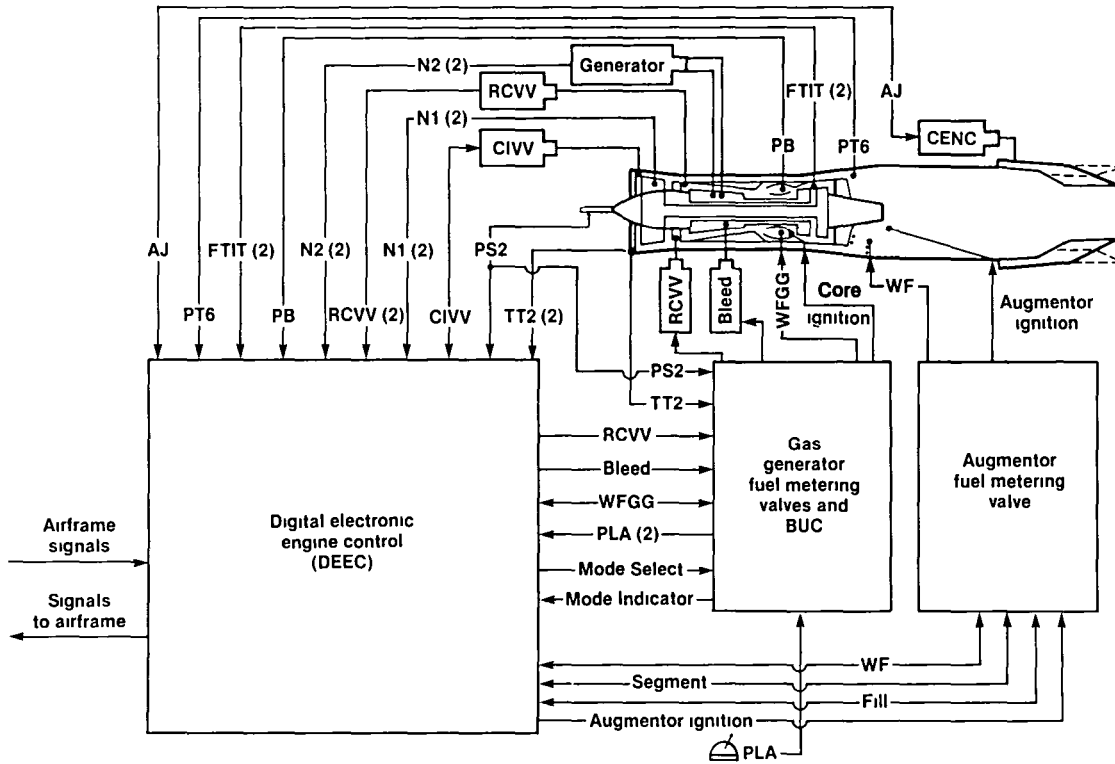 N2 (2)
Generator
RCVV
FTIT (2)
AJ
N1 (2)
CIVV
PB
PT6
CENC
AJ
FTIT (2)
N2 (2)
N1 (2)
PS2
PT6
PB
RCVV (2)
CIVV
TT2 (2)
RCVV
Bleed
WFGG
Core
ignition
WF
Augmentor
ignition
PS2
TT2
RCVV
Bleed
WFGG
PLA (2)
Mode Select
Mode Indicator
Gas
generator
fuel metering
valves and
BUC
Augmentor
fuel metering
valve
Digital electronic
engine control
(DEEC)
Airframe
signals
Signals
to airframe
WF
Segment
Fill
Augmentor ignition
PLA